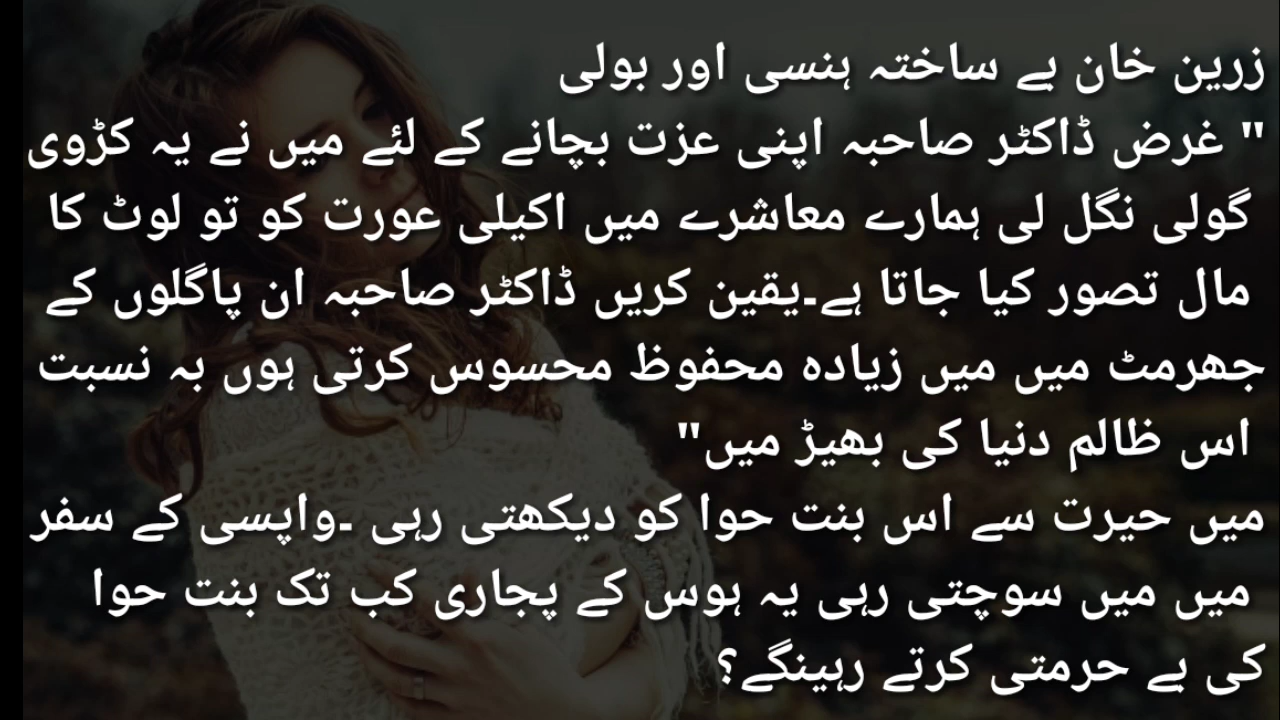 زرین خان بے ساختہ ہنسی اور بولی
" غرض ڈاکٹر صاحبہ اپنی عزت بچانے کے لئے میں نے یہ کڑوی
گولی نگل لی ہمارے معاشرے میں اکیلی عورت کو تو لوٹ کا
مال تصور کیا جاتا ہے۔یقین کریں ڈاکٹر صاحبہ ان پاگلوں کے
جھرمٹ میں میں زیادہ محفوظ محسوس کرتی ہوں بہ نسبت
اس ظالم دنیا کی بھیڑ میں"
میں حیرت سے اس بنت حوا کو دیکھتی رہی ۔واپسی کے سفر
میں میں سوچتی رہی یہ ہوس کے پجاری کب تک بنت حوا
کی بے حرمتی کرتے رہینگے؟